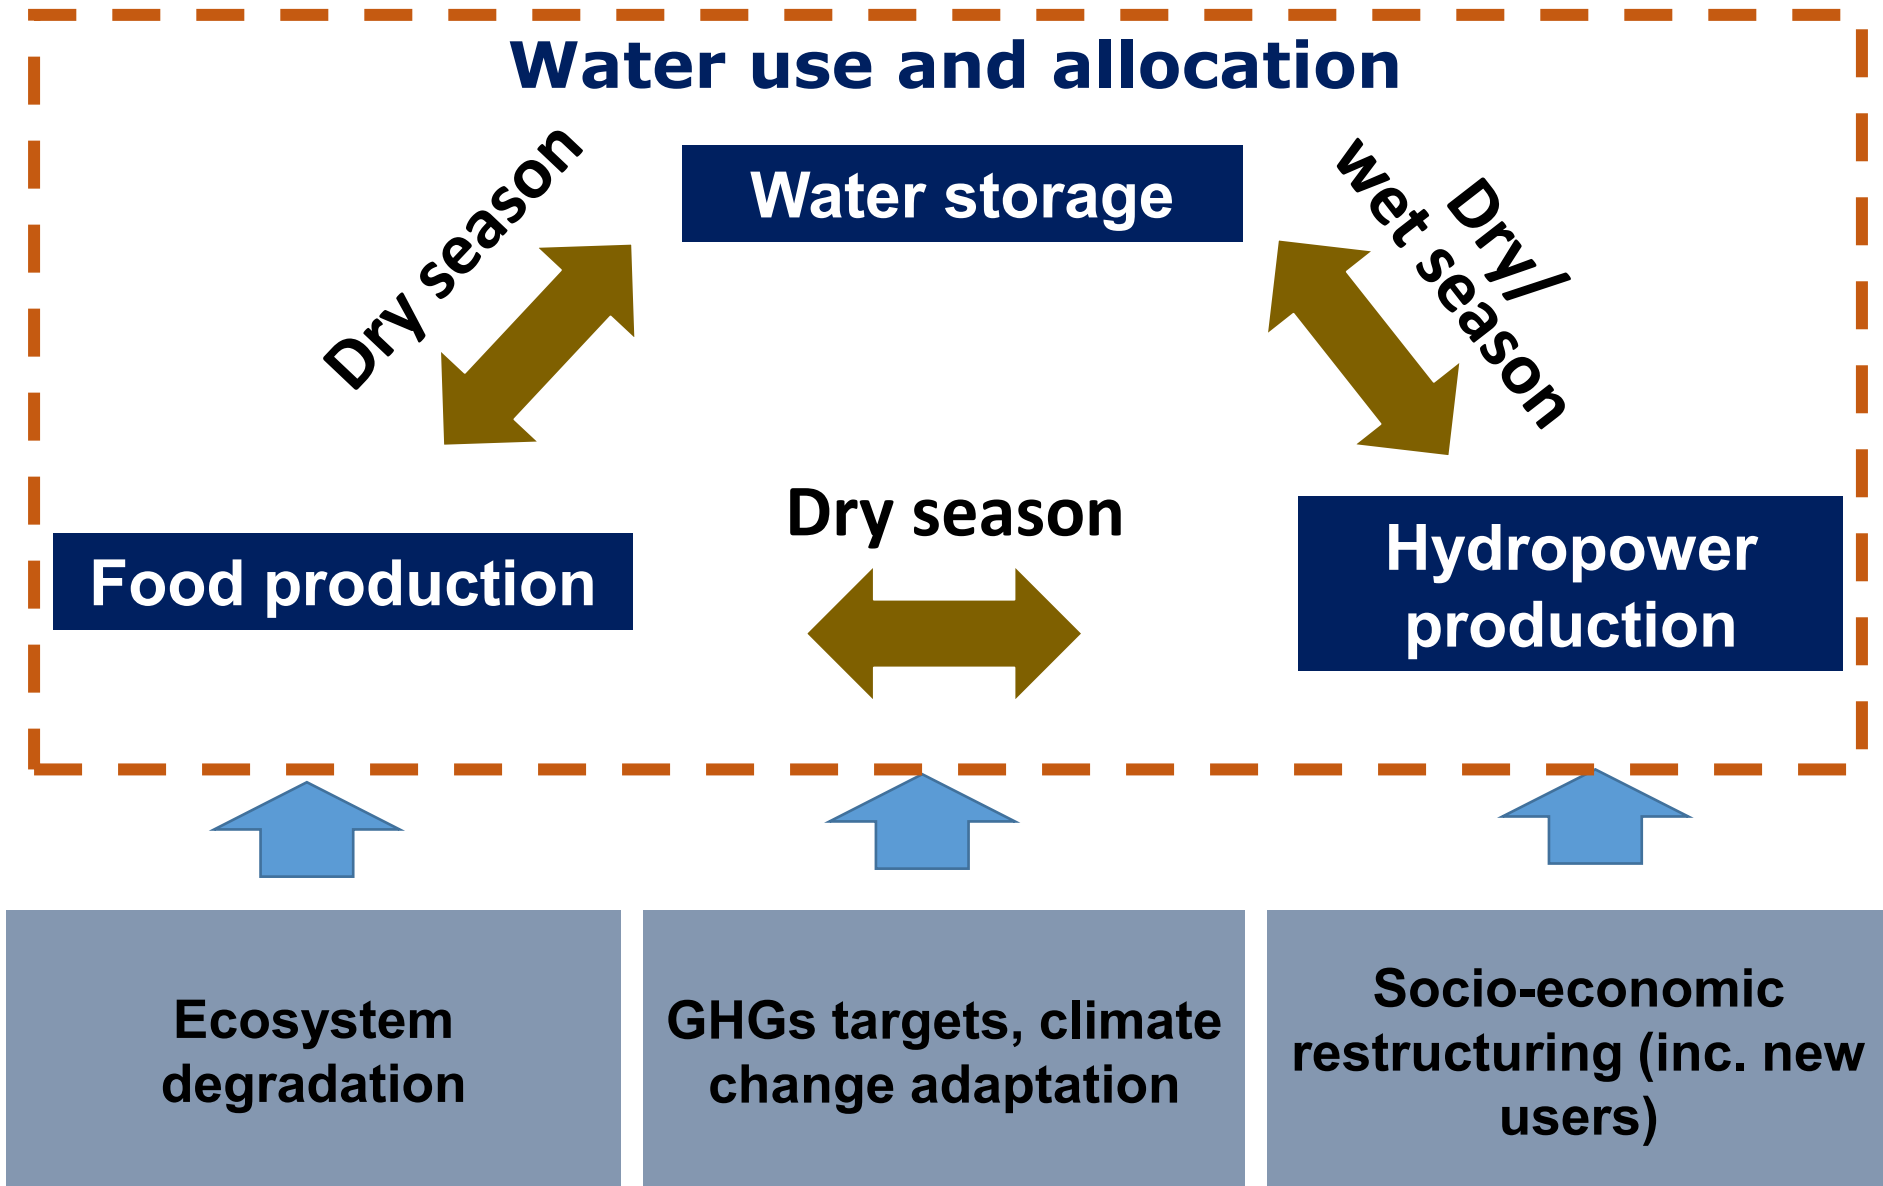 Water use and allocation
Dry season
Water storage
Dry/
wet season
Dry season
Food production
Hydropower
production
Ecosystem
degradation
GHGs targets, climate
change adaptation
Socio-economic
restructuring (inc. new
users)